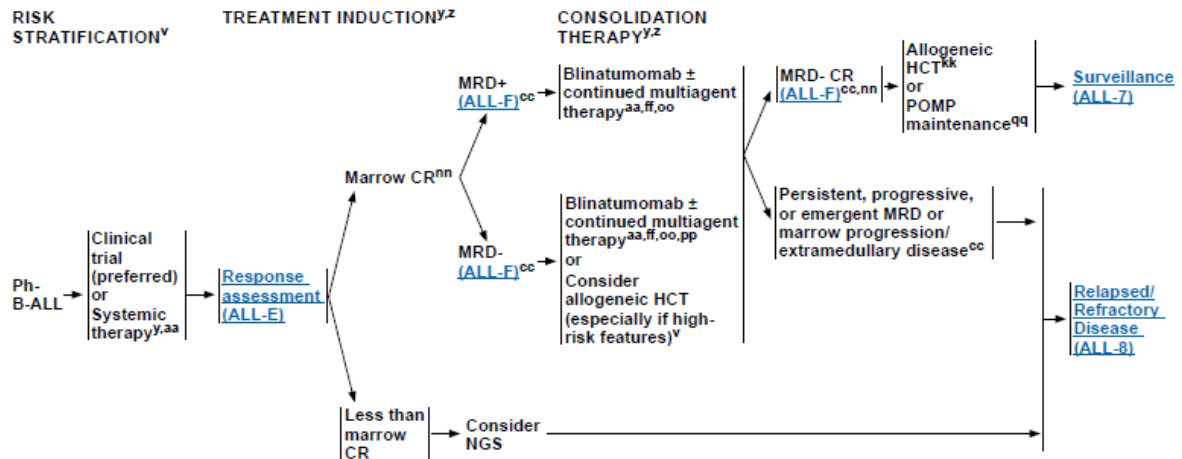 RISK
STRATIFICATIONv
TREATMENT INDUCTIONy,z
CONSOLIDATION
THERAPYy,z
Ph-
B-ALL
Clinical
trial
(preferred)
or
Systemic
therapyy,aa
Response
assessment
(ALL-E)
Marrow CRnn
MRD+
(ALL-F)cc
Blinatumomab ±
continued multiagent
therapyaa,ff,oo
MRD-
(ALL-F)cc
Blinatumomab ±
continued multiagent
therapyaa,ff,oo,pp
or
Consider
allogeneic HCT
(especially if high-
risk features)v
MRD- CR
(ALL-F)cc,nn
Allogeneic
HCTkk
or
POMP
maintenanceqq
Surveillance
(ALL-7)
Persistent, progressive,
or emergent MRD or
marrow progression/
extramedullary diseasecc
Less than
marrow
CR
Consider
NGS
Relapsed/
Refractory
Disease
(ALL-8)